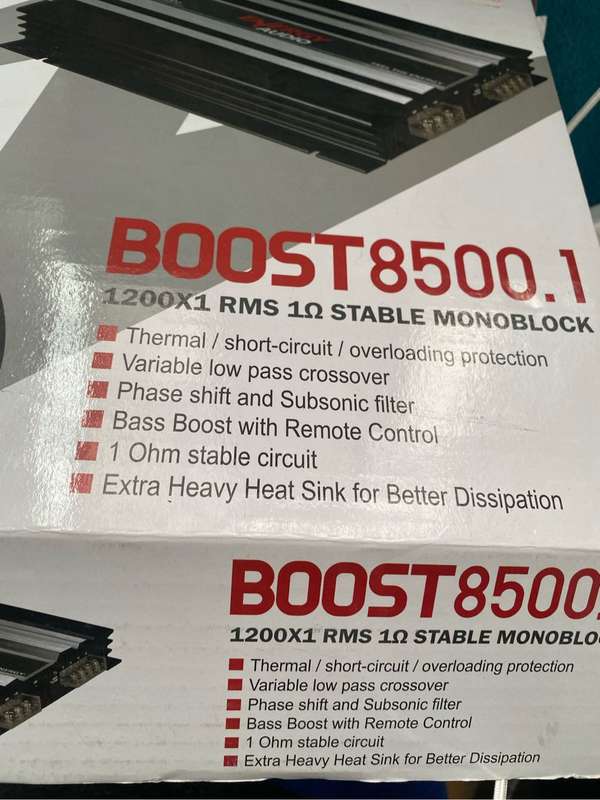 AUDIO
BOOST8500.1
1200X1 RMS 1Ω STABLE MONOBLOCK
Thermal / short-circuit / overloading protection
Variable low pass crossover
Phase shift and Subsonic filter
Bass Boost with Remote Control
1 Ohm stable circuit
Extra Heavy Heat Sink for Better Dissipation
BOOST8500.
1200X1 RMS 1Ω STABLE MONOBLO
Thermal / short-circuit / overloading protection
Variable low pass crossover
Phase shift and Subsonic filter
Bass Boost with Remote Control
1 Ohm stable circuit
Extra Heavy Heat Sink for Better Dissipation